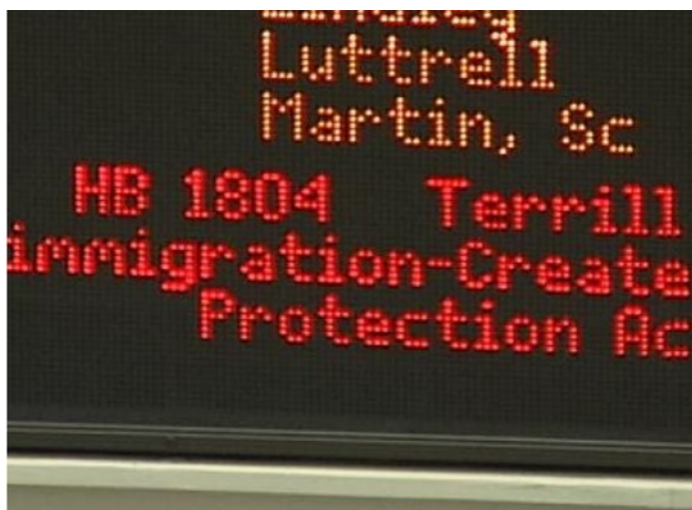 Luttrell
Martin, Sc
HB 1804 Terrill
immigration-Create
Protection Ac